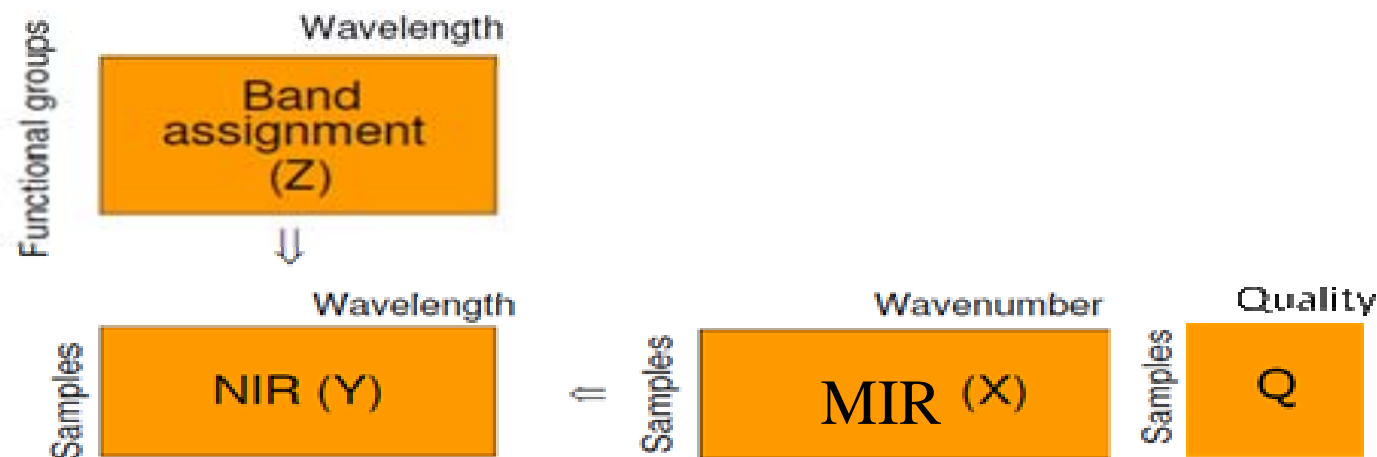 Wavelength
Functional groups
Band
assignment
(Z)
⇓
Wavelength
Samples
NIR (Y)
⇐
Wavenumber
Samples
MIR (X)
Quality
Samples
Q